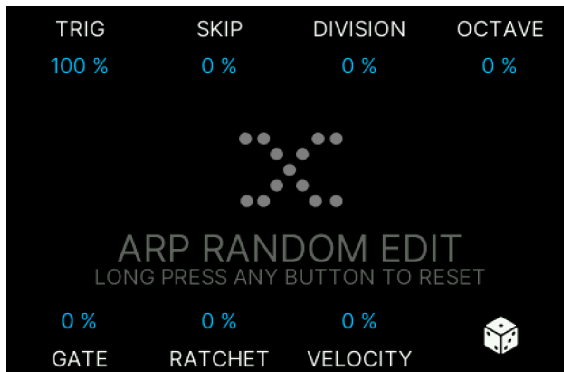 TRIG SKIP DIVISION OCTAVE
100 % 0 % 0 % 0 %
ARP RANDOM EDIT
LONG PRESS ANY BUTTON TO RESET
0 % 0 % 0 %
GATE RATCHET VELOCITY